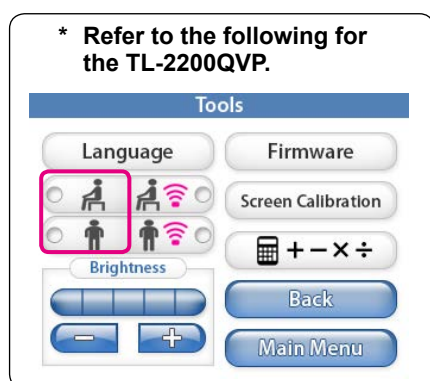 * Refer to the following for
the TL-2200QVP.
Tools
Language
Firmware
Screen Calibration
+ − × ÷
Brightness
Back
− +
Main Menu